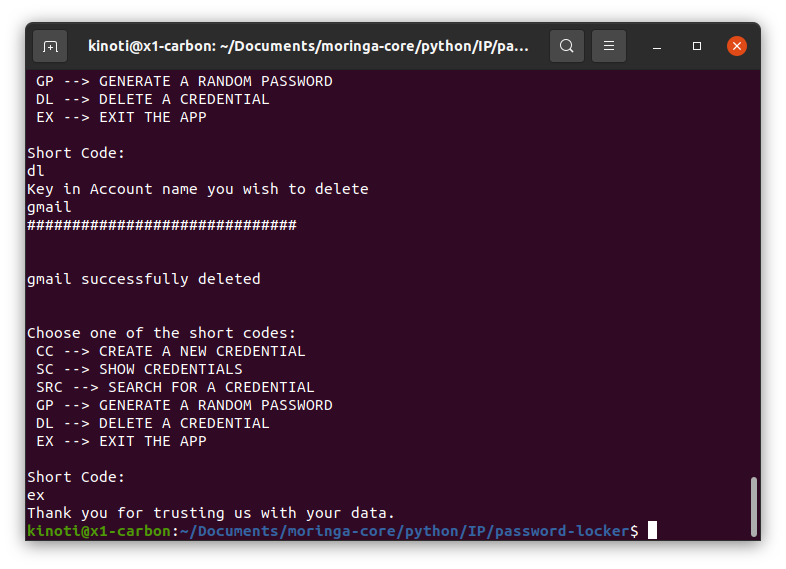 kinoti@x1-carbon: ~/Documents/moringa-core/python/IP/pa...
GP --> GENERATE A RANDOM PASSWORD
DL --> DELETE A CREDENTIAL
EX --> EXIT THE APP
Short Code:
dl
Key in Account name you wish to delete
gmail
##############################
gmail successfully deleted
Choose one of the short codes:
CC --> CREATE A NEW CREDENTIAL
SC --> SHOW CREDENTIALS
SRC --> SEARCH FOR A CREDENTIAL
GP --> GENERATE A RANDOM PASSWORD
DL --> DELETE A CREDENTIAL
EX --> EXIT THE APP
Short Code:
ex
Thank you for trusting us with your data.
kinoti@x1-carbon:~/Documents/moringa-core/python/IP/password-locker$